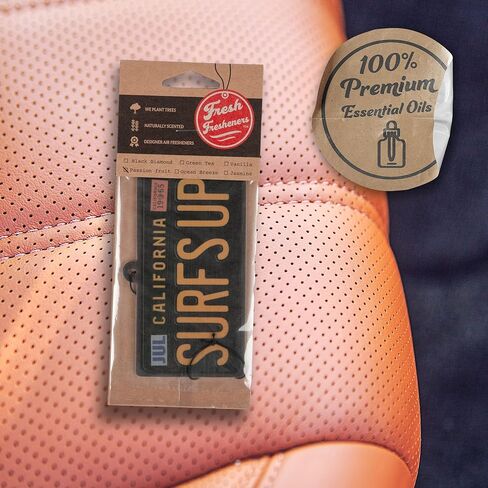 WE PLANT TREES
NATURALLY SCENTED
DESIGNER AIR FRESHENERS
Fresh
Fresheners
Black Diamond Green Tea Vanilla
Passion fruit Ocean Breeze Jasmine
CALIFORNIA
SURFS UP
JUL
100%
Premium
Essential Oils